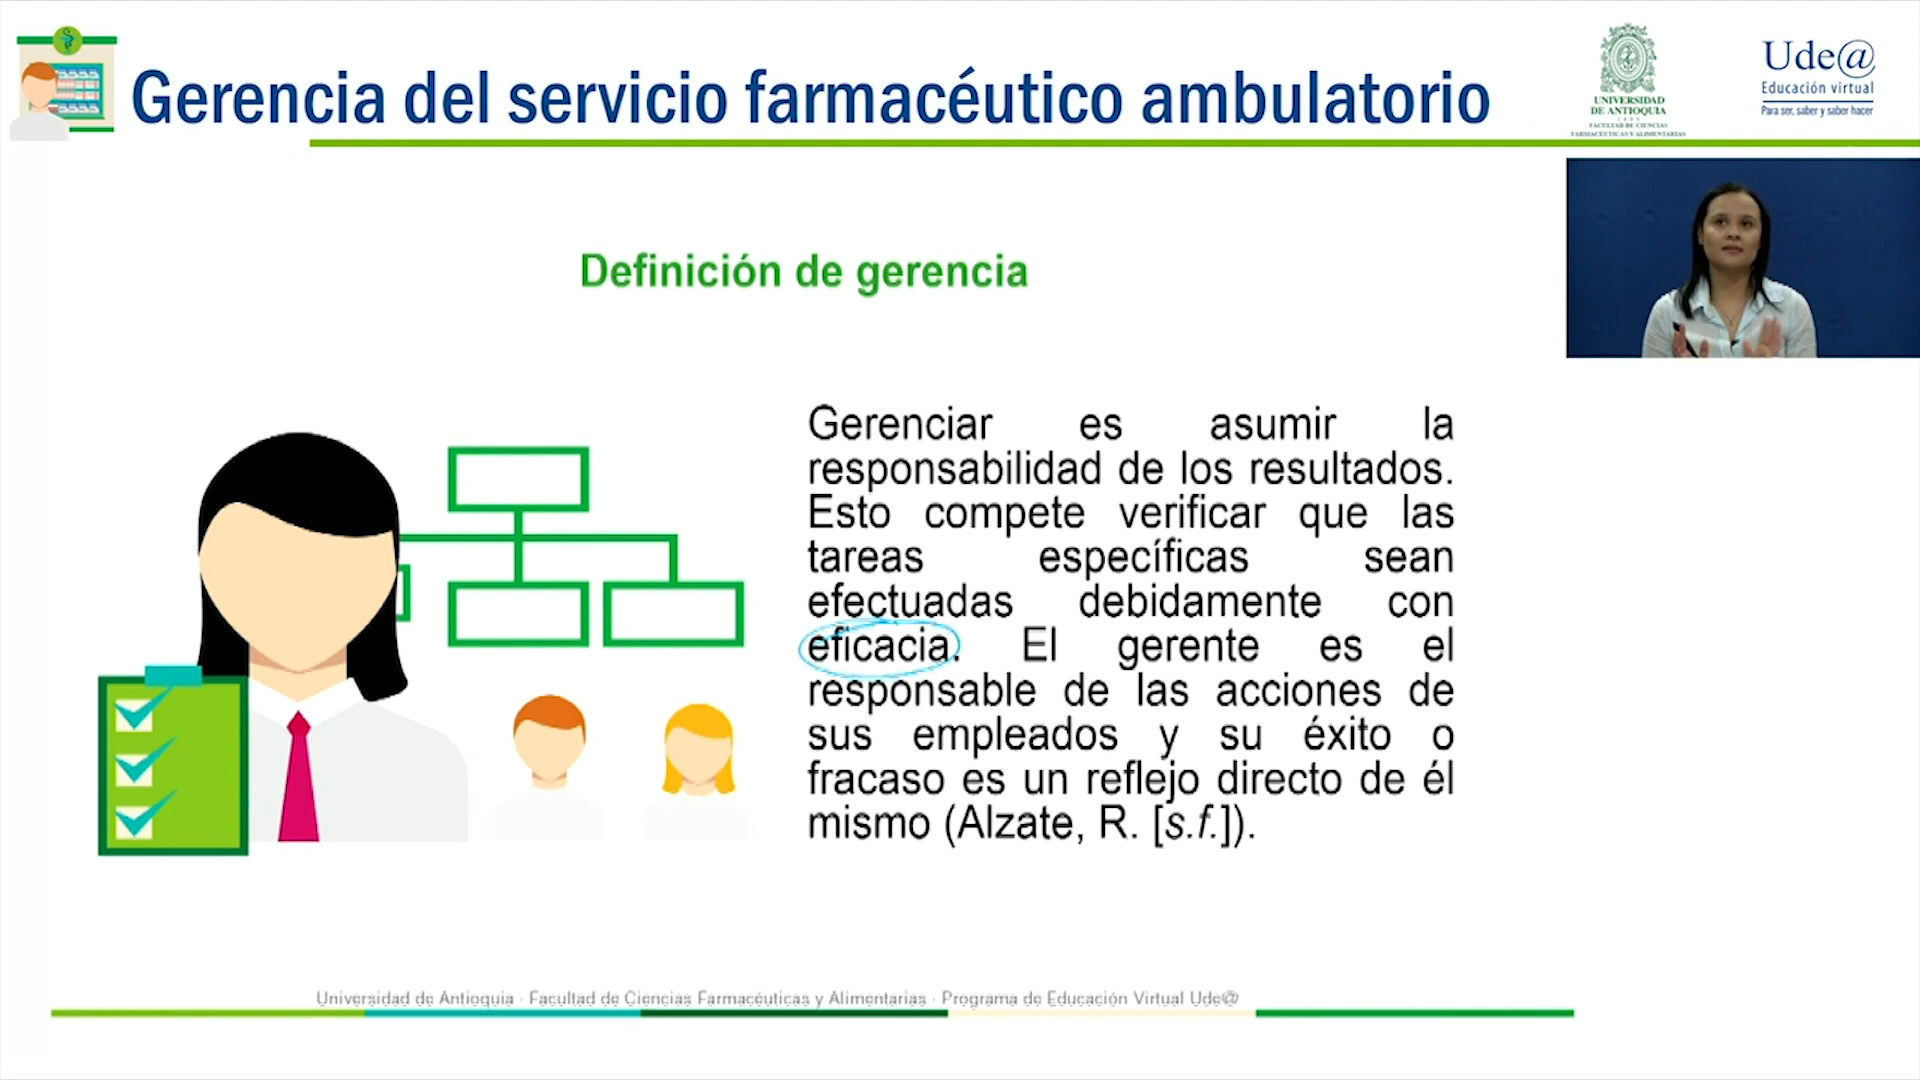 Gerencia del servicio farmacéutico ambulatorio
UNIVERSIDAD
DE ANTIOQUIA
1803
FACULTAD DE CIENCIAS
FARMACÉUTICAS Y ALIMENTARIAS
Ude@
Educación virtual
Para ser, saber y saber hacer
Definición de gerencia
Gerenciar es asumir la
responsabilidad de los resultados.
Esto compete verificar que las
tareas específicas sean
efectuadas debidamente con
eficacia. El gerente es el
responsable de las acciones de
sus empleados y su éxito o
fracaso es un reflejo directo de él
mismo (Alzate, R. [s.f.]).
Universidad de Antioquia · Facultad de Ciencias Farmacéuticas y Alimentarias · Programa de Educación Virtual Ude@